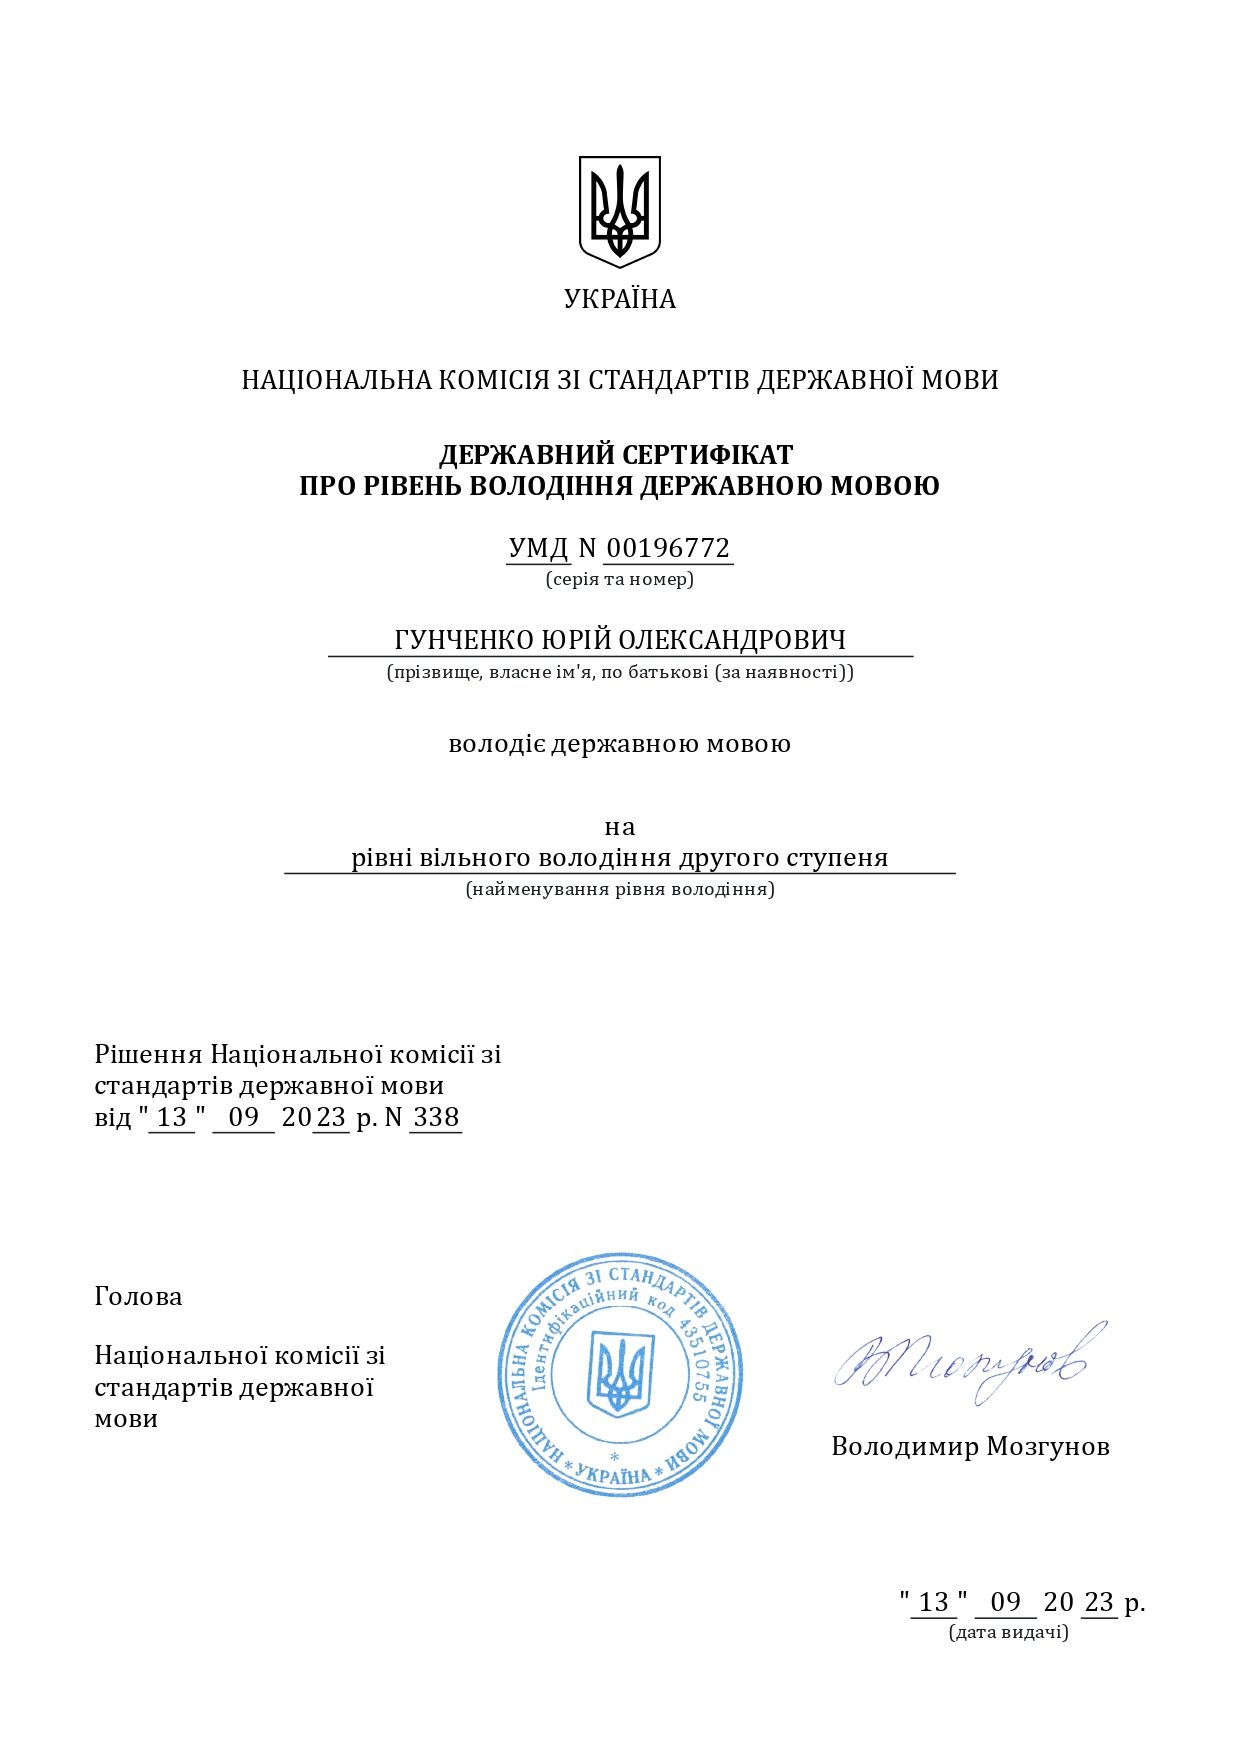 УКРАЇНА
НАЦІОНАЛЬНА КОМІСІЯ ЗІ СТАНДАРТІВ ДЕРЖАВНОЇ МОВИ
ДЕРЖАВНИЙ СЕРТИФІКАТ
ПРО РІВЕНЬ ВОЛОДІННЯ ДЕРЖАВНОЮ МОВОЮ
УМД N 00196772
(серія та номер)
ГУНЧЕНКО ЮРІЙ ОЛЕКСАНДРОВИЧ
(прізвище, власне ім'я, по батькові (за наявності))
володіє державною мовою
на
рівні вільного володіння другого ступеня
(найменування рівня володіння)
Рішення Національної комісії зі
стандартів державної мови
від " 13 " 09 2023 р. N 338
Голова
Національної комісії зі
стандартів державної
мови
НАЦІОНАЛЬНА КОМІСІЯ ЗІ СТАНДАРТІВ ДЕРЖАВНОЇ МОВИ * УКРАЇНА *
Ідентифікаційний код 43510755
*
Володимир Мозгунов
" 13 " 09 20 23 р.
(дата видачі)